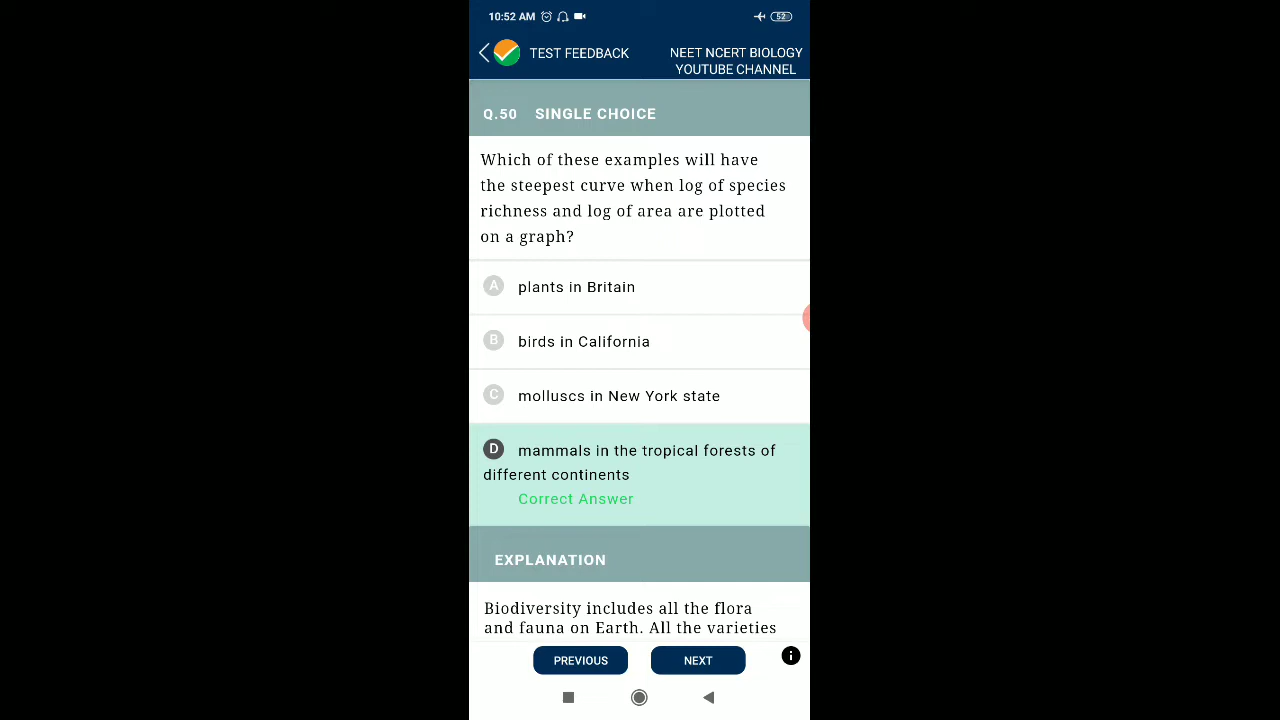 10:52 AM
52
TEST FEEDBACK
NEET NCERT BIOLOGY
YOUTUBE CHANNEL
Q.50 SINGLE CHOICE
Which of these examples will have
the steepest curve when log of species
richness and log of area are plotted
on a graph?
A plants in Britain
B birds in California
C molluscs in New York state
D mammals in the tropical forests of
different continents
Correct Answer
EXPLANATION
Biodiversity includes all the flora
and fauna on Earth. All the varieties
PREVIOUS
NEXT